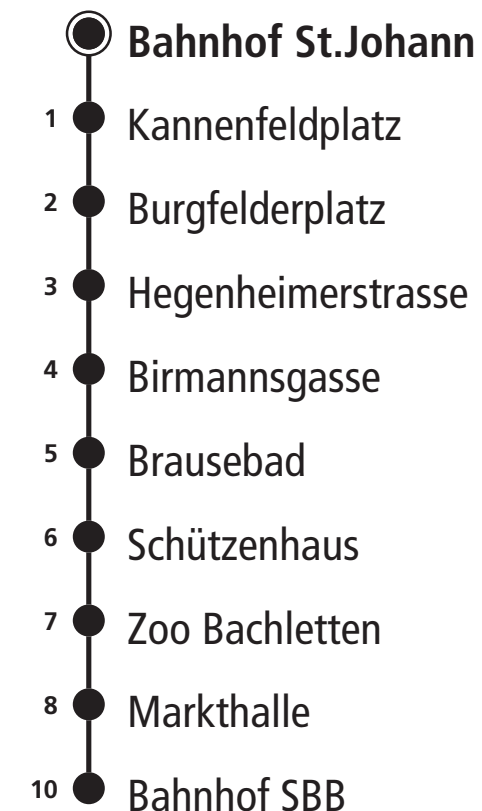 Bahnhof St.Johann
1 Kannenfeldplatz
2 Burgfelderplatz
3 Hegenheimerstrasse
4 Birmannsgasse
5 Brausebad
6 Schützenhaus
7 Zoo Bachletten
8 Markthalle
10 Bahnhof SBB